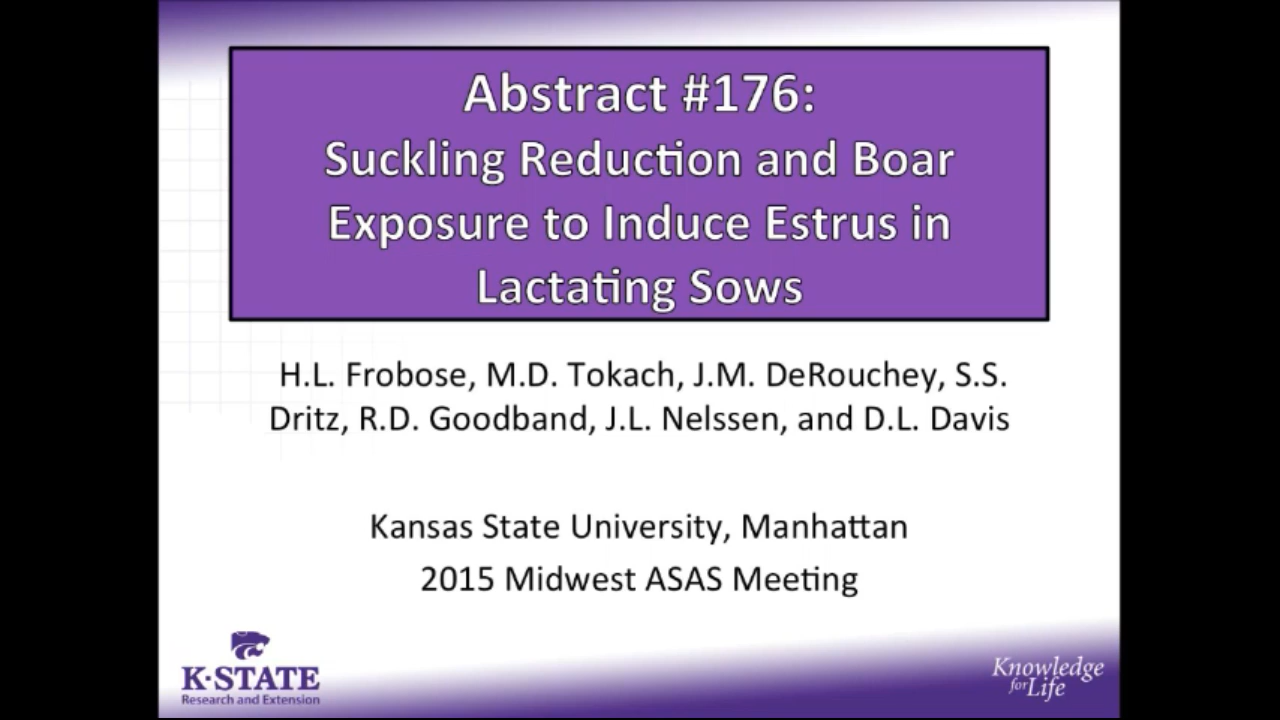 Abstract #176:
Suckling Reduction and Boar
Exposure to Induce Estrus in
Lactating Sows
H.L. Frobose, M.D. Tokach, J.M. DeRouchey, S.S.
Dritz, R.D. Goodband, J.L. Nelssen, and D.L. Davis
Kansas State University, Manhattan
2015 Midwest ASAS Meeting
K-STATE
Research and Extension
Knowledge
for Life